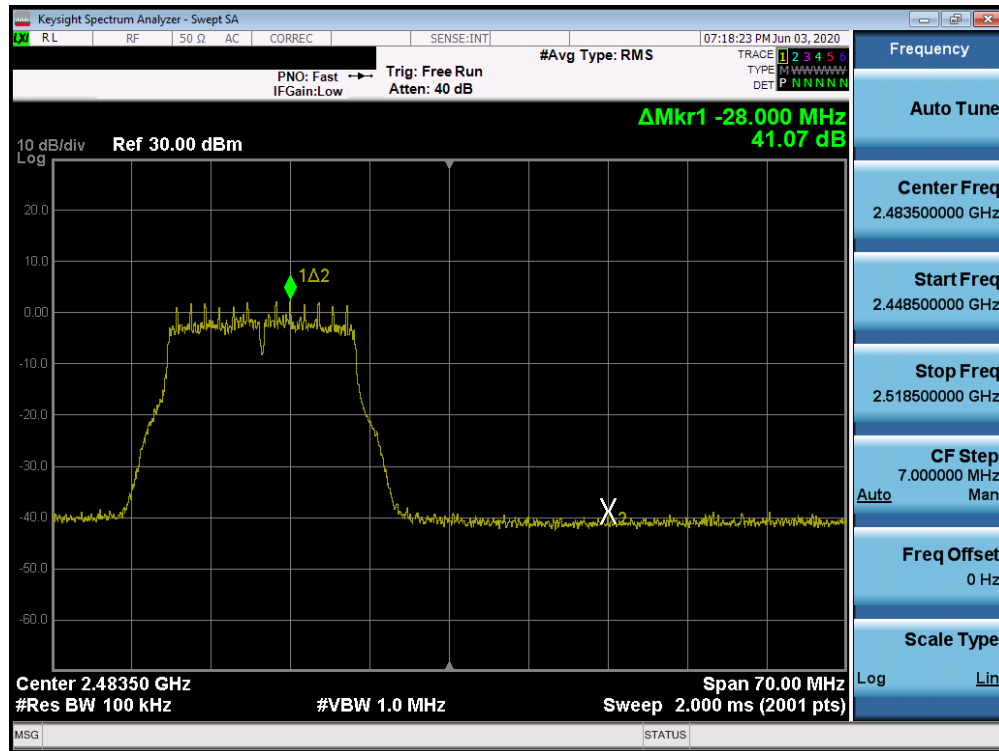 Keysight Spectrum Analyzer - Swept SA
LXI RL RF 50 Ω AC CORREC SENSE:INT 07:18:23 PM Jun 03, 2020
#Avg Type: RMS
TRACE 1 2 3 4 5 6
TYPE M W W W W W
DET P N N N N N
PNO: Fast
IFGain:Low
Trig: Free Run
Atten: 40 dB
ΔMkr1 -28.000 MHz
41.07 dB
10 dB/div
Log
Ref 30.00 dBm
20.0
10.0
0.00
-10.0
-20.0
-30.0
-40.0
-50.0
-60.0
1Δ2
X2
Center 2.48350 GHz
#Res BW 100 kHz
#VBW 1.0 MHz
Span 70.00 MHz
Sweep 2.000 ms (2001 pts)
MSG
STATUS
Frequency
Auto Tune
Center Freq
2.483500000 GHz
Start Freq
2.448500000 GHz
Stop Freq
2.518500000 GHz
CF Step
7.000000 MHz
Auto Man
Freq Offset
0 Hz
Scale Type
Log Lin